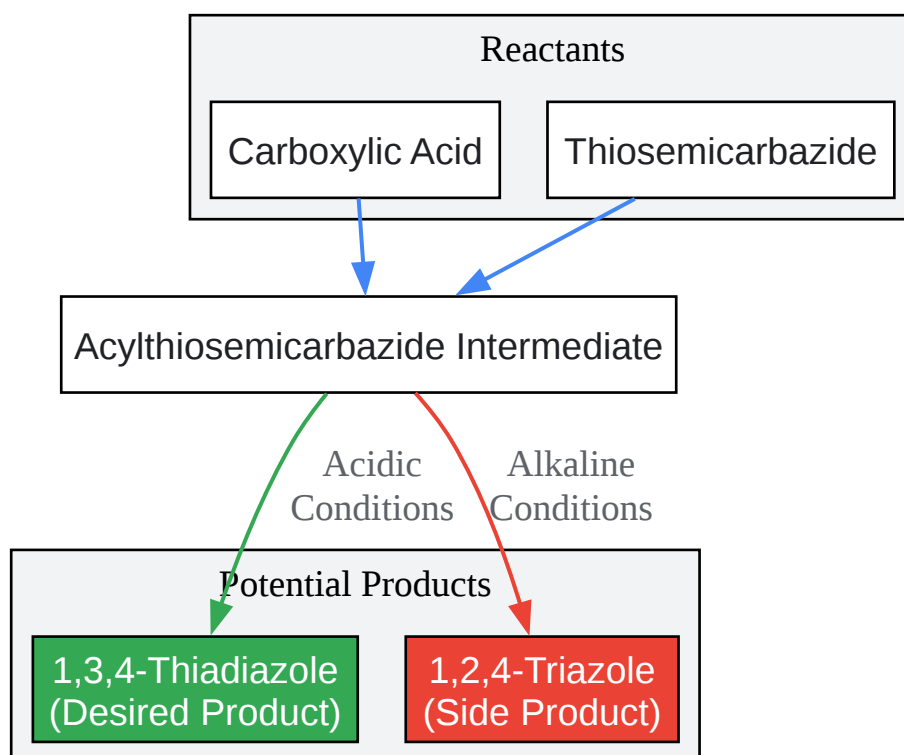 Reactants
Carboxylic Acid
Thiosemicarbazide
Acylthiosemicarbazide Intermediate
Acidic
Conditions
Alkaline
Conditions
Potential Products
1,3,4-Thiadiazole
(Desired Product)
1,2,4-Triazole
(Side Product)